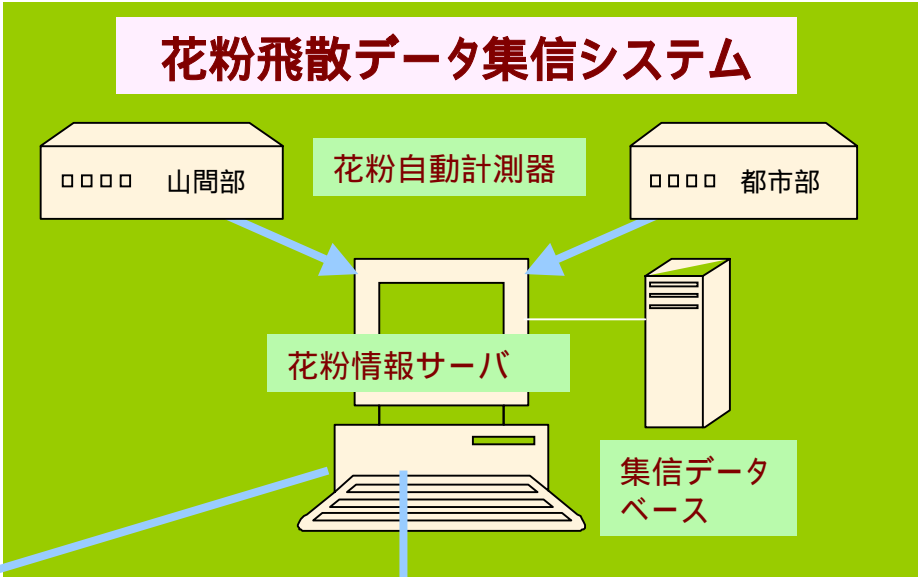 花粉飛散データ集信システム
山間部
花粉自動計測器
都市部
花粉情報サーバ
集信データ
ベース